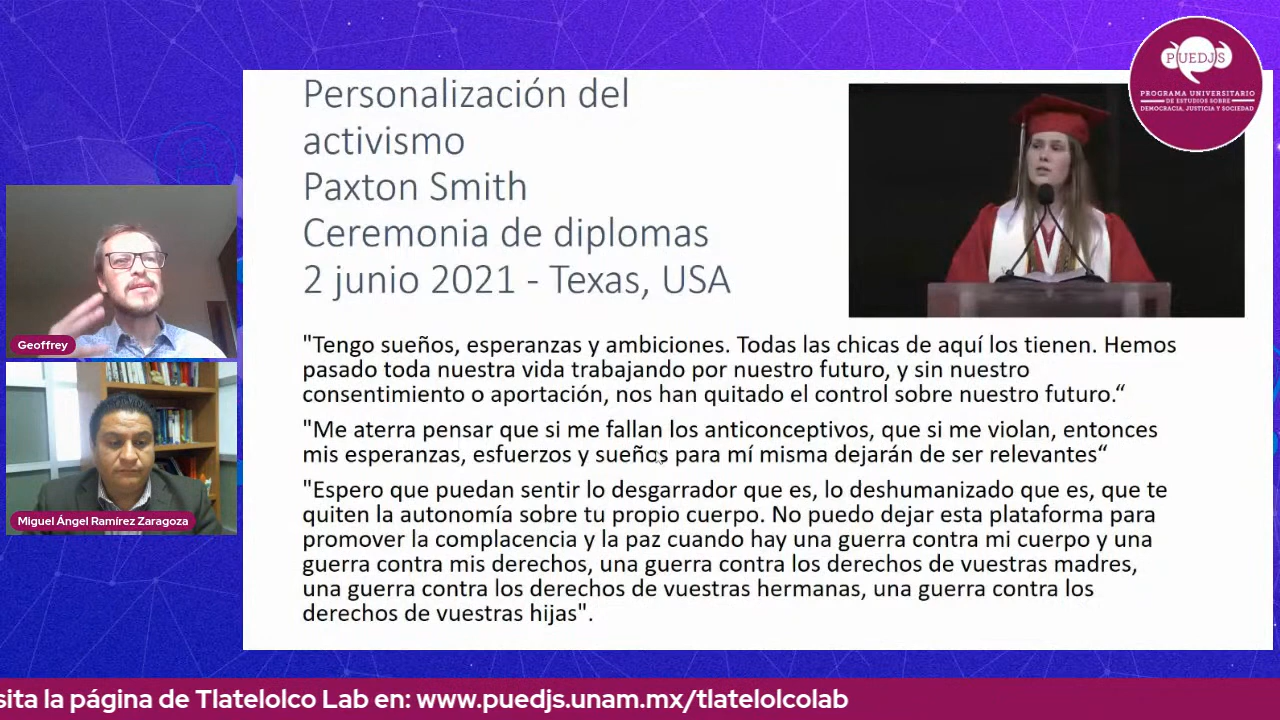 Personalización del
activismo
Paxton Smith
Ceremonia de diplomas
2 junio 2021 - Texas, USA
PUEDJS
PROGRAMA UNIVERSITARIO
DE ESTUDIOS SOBRE
DEMOCRACIA, JUSTICIA Y SOCIEDAD
Geoffrey
Miguel Ángel Ramírez Zaragoza
"Tengo sueños, esperanzas y ambiciones. Todas las chicas de aquí los tienen. Hemos
pasado toda nuestra vida trabajando por nuestro futuro, y sin nuestro
consentimiento o aportación, nos han quitado el control sobre nuestro futuro.“
"Me aterra pensar que si me fallan los anticonceptivos, que si me violan, entonces
mis esperanzas, esfuerzos y sueños para mí misma dejarán de ser relevantes“
"Espero que puedan sentir lo desgarrador que es, lo deshumanizado que es, que te
quiten la autonomía sobre tu propio cuerpo. No puedo dejar esta plataforma para
promover la complacencia y la paz cuando hay una guerra contra mi cuerpo y una
guerra contra mis derechos, una guerra contra los derechos de vuestras madres,
una guerra contra los derechos de vuestras hermanas, una guerra contra los
derechos de vuestras hijas".
sita la página de Tlatelolco Lab en: www.puedjs.unam.mx/tlatelolcolab